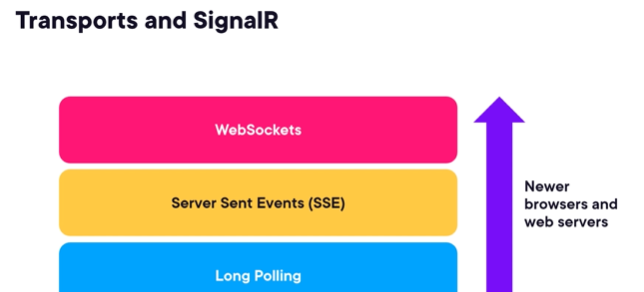 Transports and SignalR
WebSockets
Server Sent Events (SSE)
Long Polling
Newer
browsers and
web servers